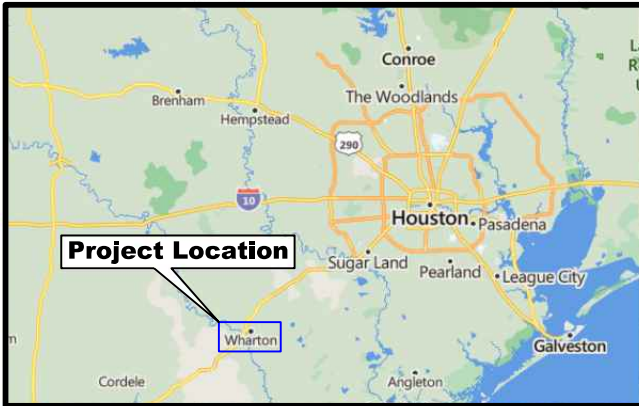 Conroe
La
R
U
The Woodlands
Brenham
Hempstead
290
10
Houston
Pasadena
Project Location
Sugar Land
Pearland
League City
Wharton
Galveston
m
Cordele
Angleton